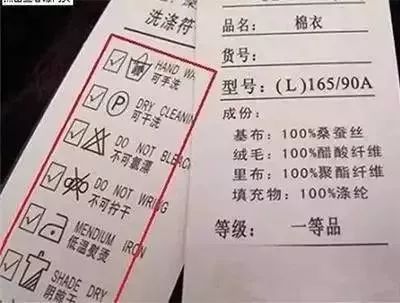 洗涤符
HAND W
可手洗
P
DRY CLEANIN
可干洗
DO NOT BLEAC
不可氯漂
DO NOT WRING
不可拧干
MENDIUM IRON
低温熨烫
SHADE DRY
品名：棉衣
货号：
型号：(L)165/90A
成份：
基布：100%桑蚕丝
绒毛：100%醋酸纤维
里布：100%聚酯纤维
填充物：100%涤纶
等级：一等品